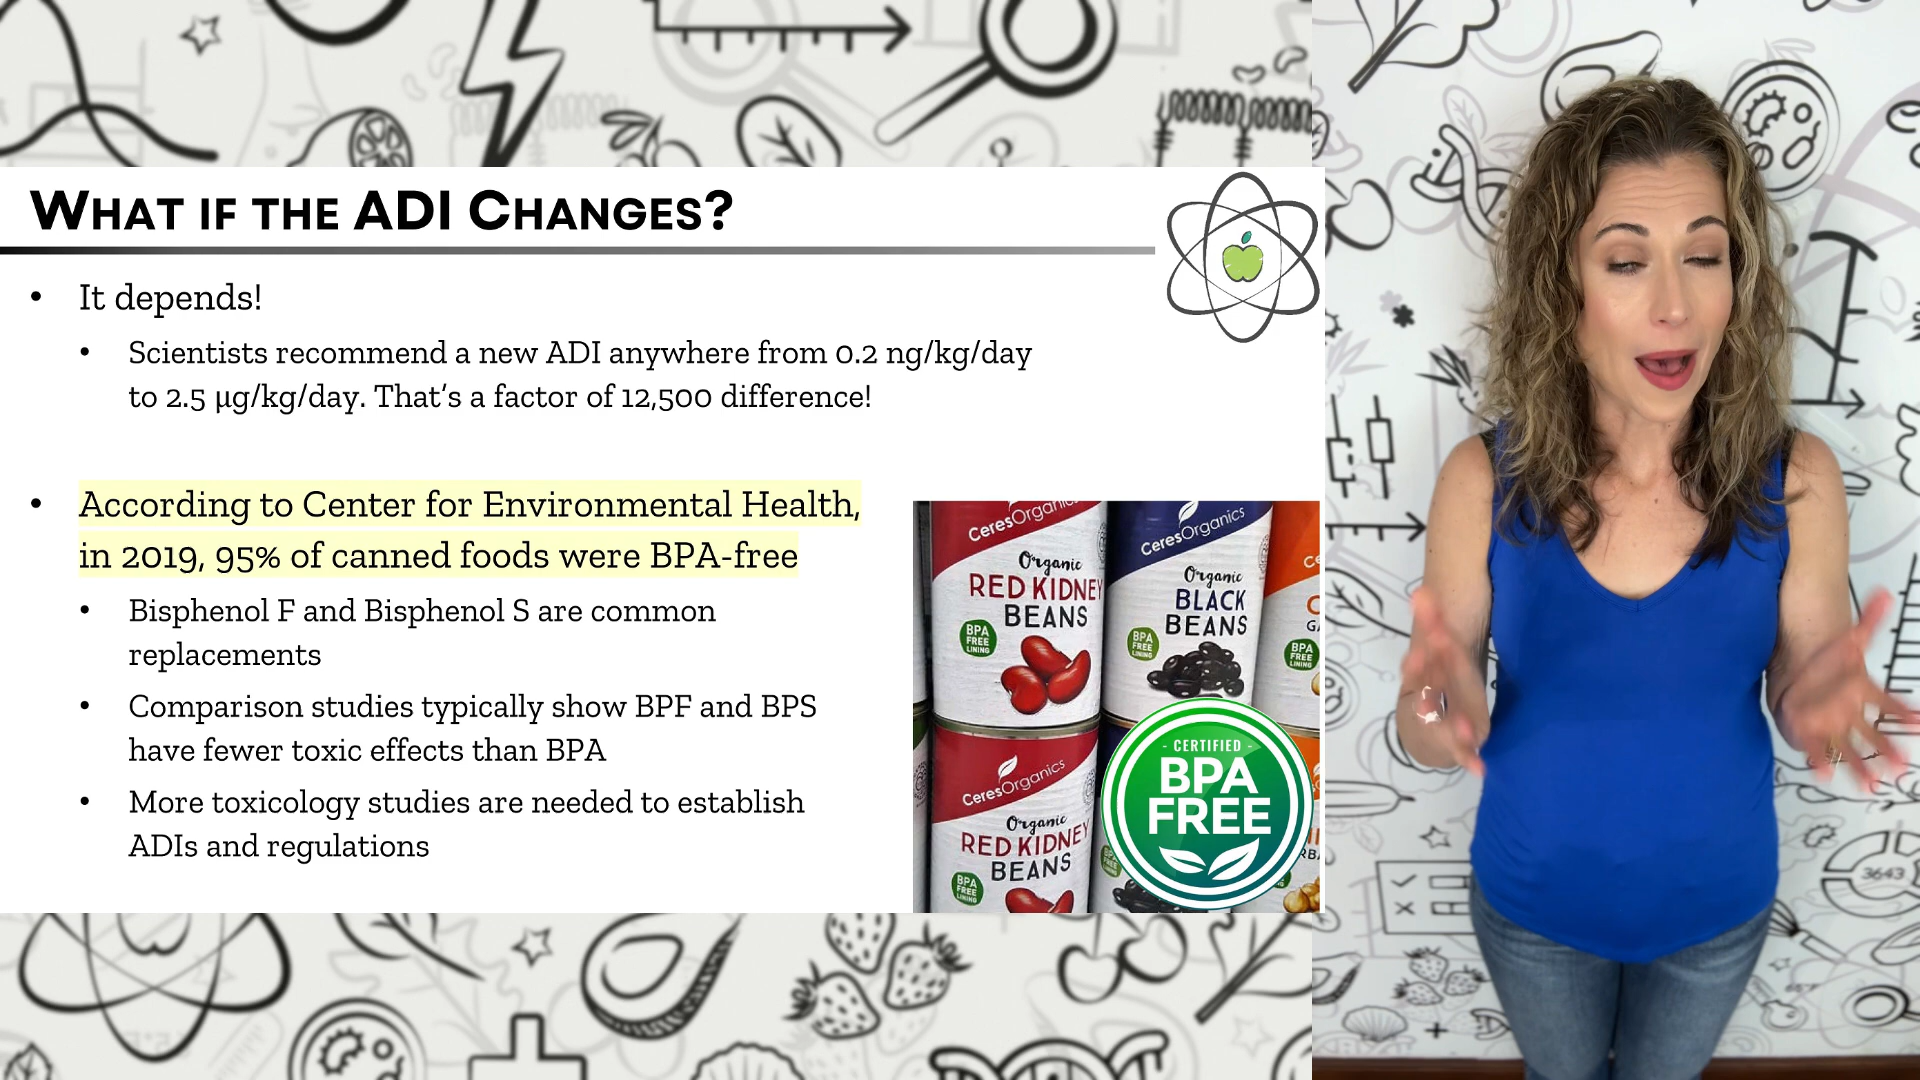 WHAT IF THE ADI CHANGES?
• It depends!
• Scientists recommend a new ADI anywhere from 0.2 ng/kg/day
to 2.5 µg/kg/day. That's a factor of 12,500 difference!
• According to Center for Environmental Health,
in 2019, 95% of canned foods were BPA-free
• Bisphenol F and Bisphenol S are common
replacements
• Comparison studies typically show BPF and BPS
have fewer toxic effects than BPA
• More toxicology studies are needed to establish
ADIs and regulations
CeresOrganics
Organic
RED KIDNEY
BEANS
BPA
FREE
LINING
CeresOrganics
Organic
BLACK
BEANS
BPA
FREE
LINING
BPA
FREE
LINING
CeresOrganics
Organic
RED KIDNEY
BEANS
BPA
FREE
LINING
- CERTIFIED -
BPA
FREE
3643